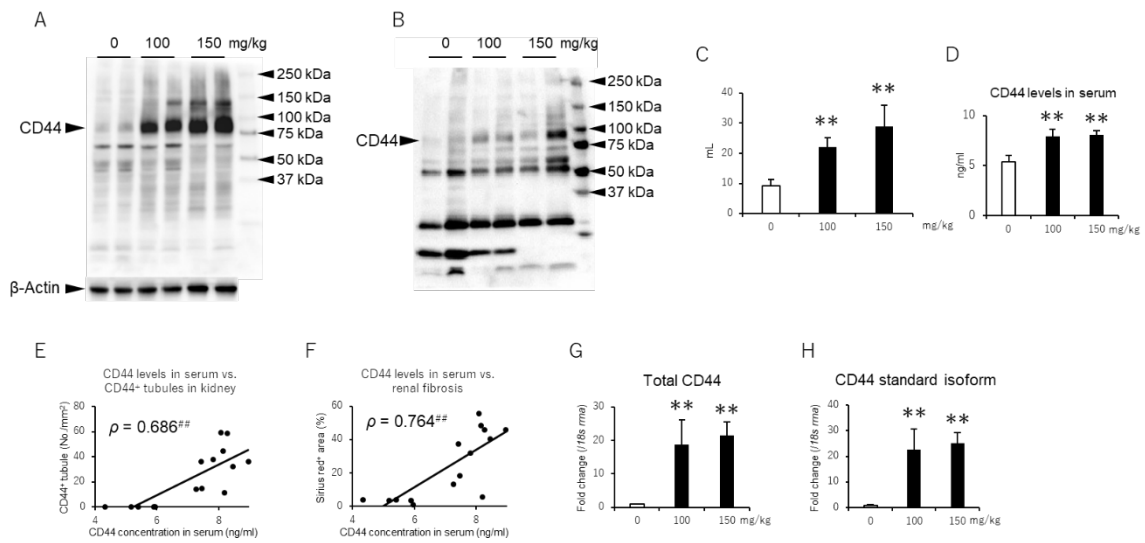 A
0 100 150 mg/kg
250 kDa
150 kDa
100 kDa
CD44
75 kDa
50 kDa
37 kDa
β-Actin
B
0 100 150 mg/kg
250 kDa
150 kDa
100 kDa
CD44
75 kDa
50 kDa
37 kDa
C
40
30
20
10
0
mL
**
**
0 100 150 mg/kg
D
CD44 levels in serum
10
5
0
ng/ml
**
**
0 100 150 mg/kg
E
CD44 levels in serum vs.
CD44⁺ tubules in kidney
ρ = 0.686##
CD44⁺ tubule (No./mm²)
80
60
40
20
0
4 6 8
CD44 concentration in serum (ng/ml)
F
CD44 levels in serum vs.
renal fibrosis
ρ = 0.764##
Sirius red⁺ area (%)
60
40
20
0
4 6 8
CD44 concentration in serum (ng/ml)
G
Total CD44
Fold change (/18s rrna)
30
20
10
0
**
**
0 100 150 mg/kg
H
CD44 standard isoform
Fold change (/18s rrna)
40
30
20
10
0
**
**
0 100 150 mg/kg